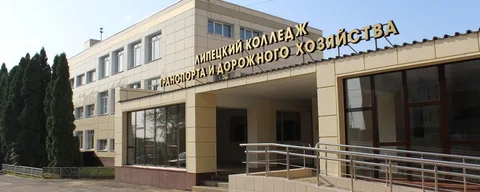 ЛИПЕЦКИЙ КОЛЛЕДЖ
ТРАНСПОРТА И ДОРОЖНОГО ХОЗЯЙСТВА